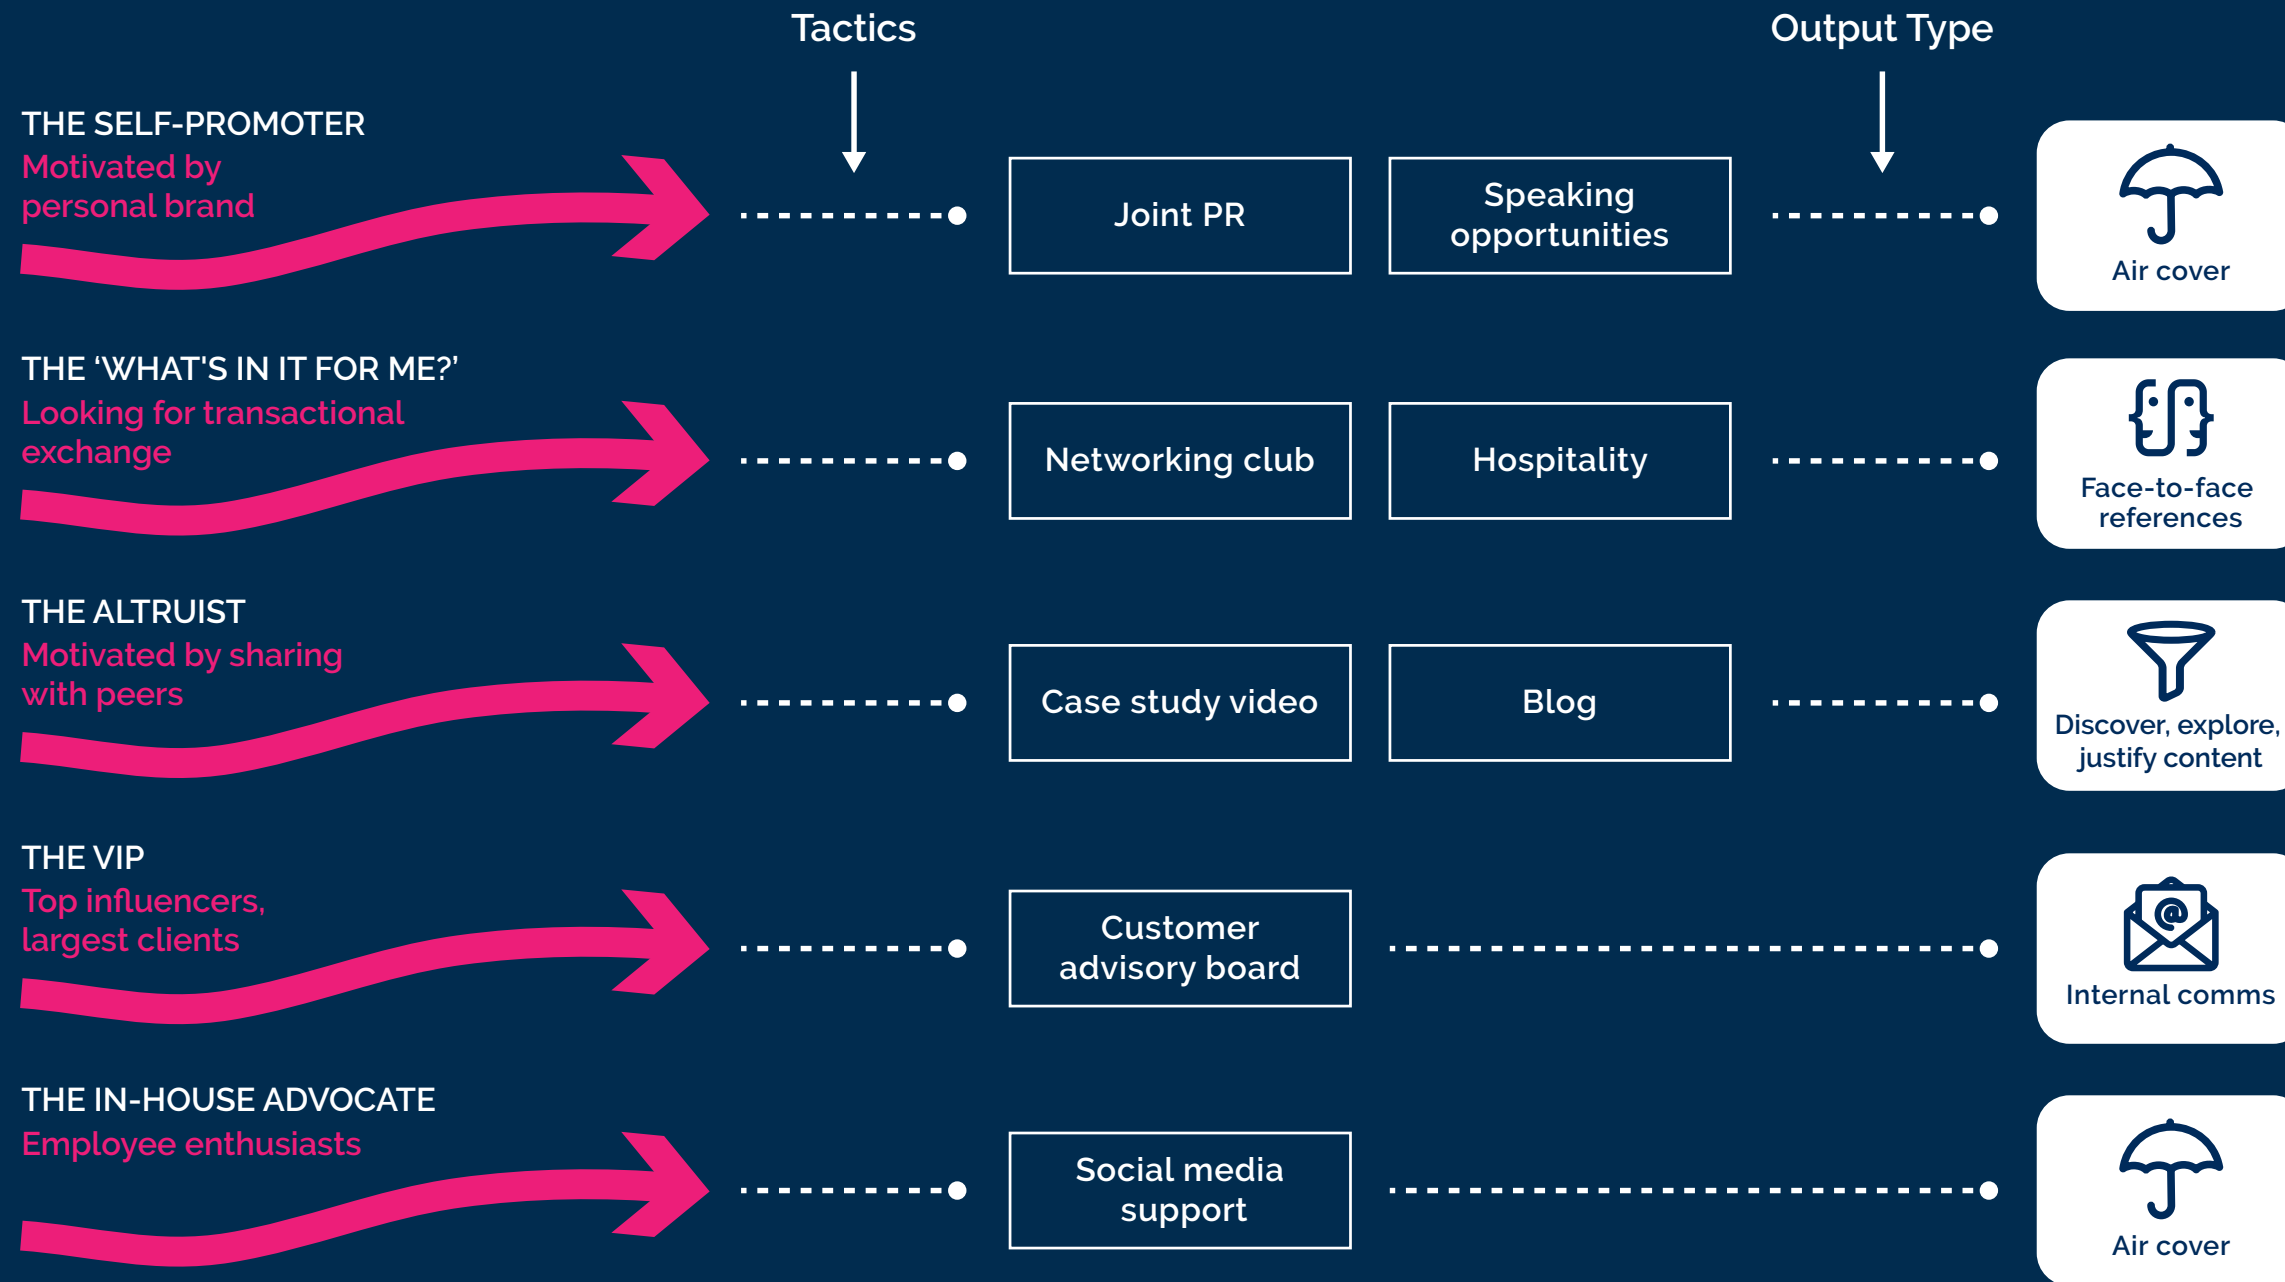 Tactics
Output Type
THE SELF-PROMOTER
Motivated by
personal brand
Joint PR
Speaking
opportunities
Air cover
THE ‘WHAT'S IN IT FOR ME?’
Looking for transactional
exchange
Networking club
Hospitality
Face-to-face
references
THE ALTRUIST
Motivated by sharing
with peers
Case study video
Blog
Discover, explore,
justify content
THE VIP
Top influencers,
largest clients
Customer
advisory board
@
Internal comms
THE IN-HOUSE ADVOCATE
Employee enthusiasts
Social media
support
Air cover